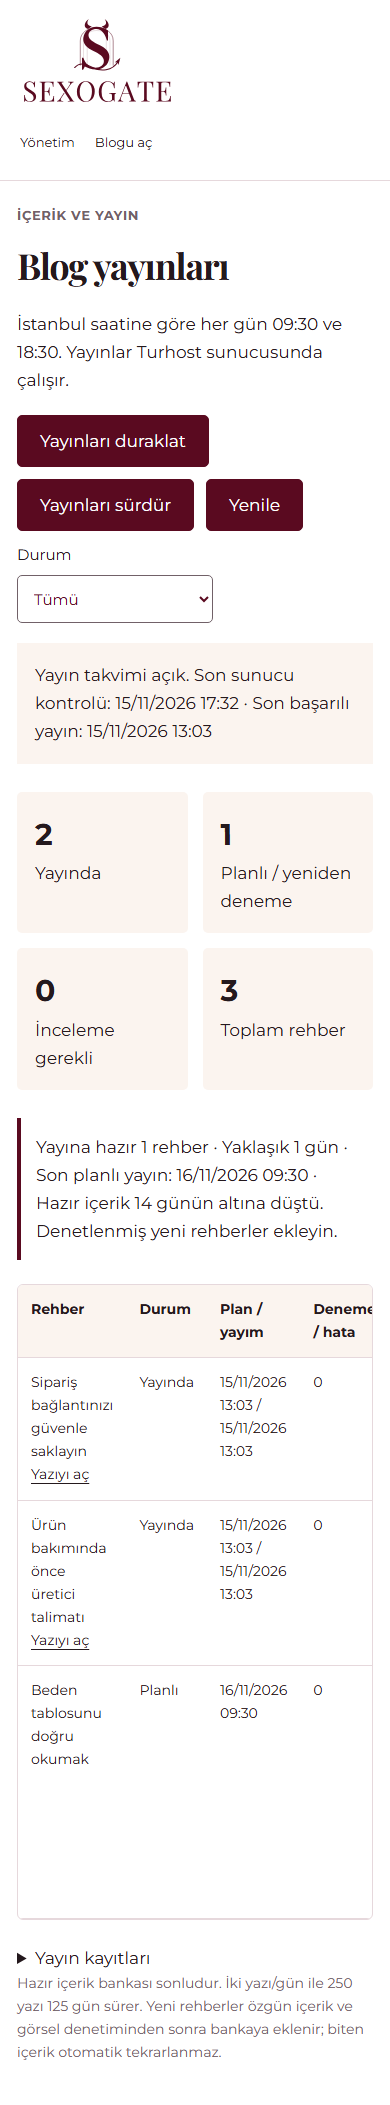 SEXOGATE
Yönetim Blogu aç
İÇERİK VE YAYIN
Blog yayınları
İstanbul saatine göre her gün 09:30 ve
18:30. Yayınlar Turhost sunucusunda
çalışır.
Yayınları duraklat
Yayınları sürdür Yenile
Durum
Tümü
Yayın takvimi açık. Son sunucu
kontrolü: 15/11/2026 17:32 · Son başarılı
yayın: 15/11/2026 13:03
2
Yayında
1
Planlı / yeniden
deneme
0
İnceleme
gerekli
3
Toplam rehber
Yayına hazır 1 rehber · Yaklaşık 1 gün ·
Son planlı yayın: 16/11/2026 09:30 ·
Hazır içerik 14 günün altına düştü.
Denetlenmiş yeni rehberler ekleyin.
Rehber
Durum
Plan /
yayım
Deneme
/ hata
Sipariş
bağlantınızı
güvenle
saklayın
Yazıyı aç
Yayında
15/11/2026
13:03 /
15/11/2026
13:03
0
Ürün
bakımında
önce
üretici
talimatı
Yazıyı aç
Yayında
15/11/2026
13:03 /
15/11/2026
13:03
0
Beden
tablosunu
doğru
okumak
Planlı
16/11/2026
09:30
0
Yayın kayıtları
Hazır içerik bankası sonludur. İki yazı/gün ile 250
yazı 125 gün sürer. Yeni rehberler özgün içerik ve
görsel denetiminden sonra bankaya eklenir; biten
içerik otomatik tekrarlanmaz.